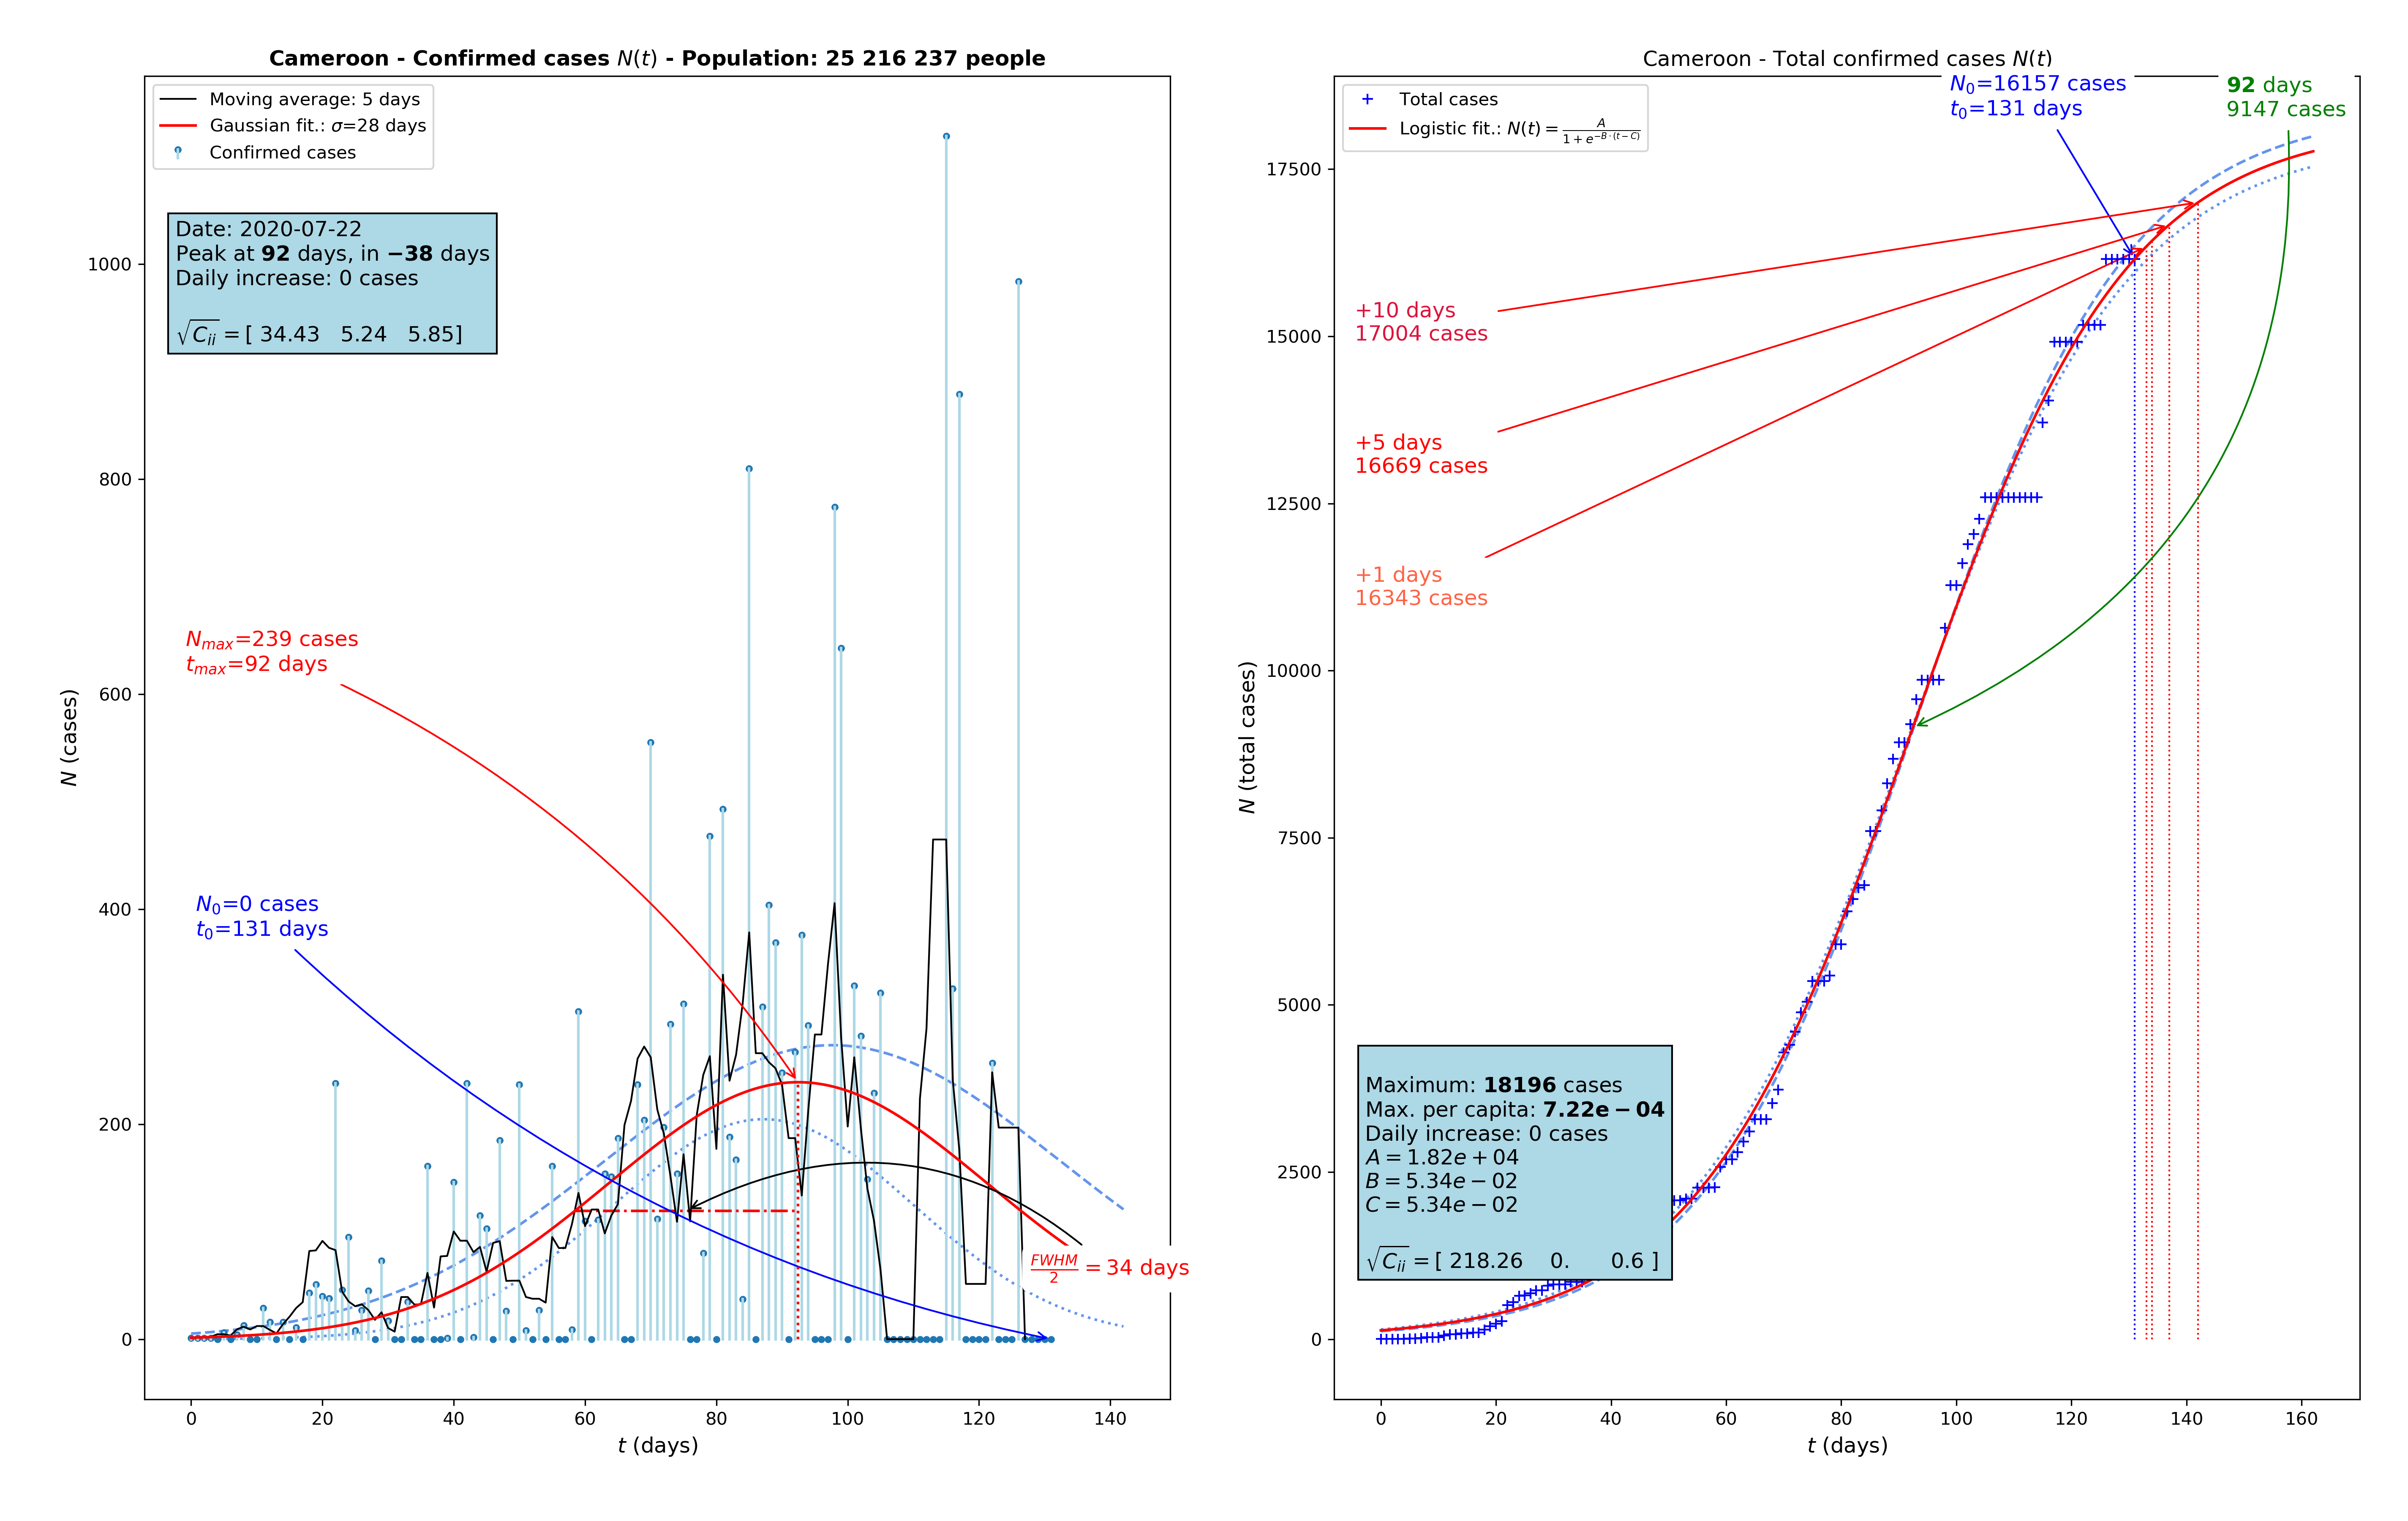 Cameroon - Confirmed cases N(t) - Population: 25 216 237 people
Moving average: 5 days
Gaussian fit.: σ=28 days
Confirmed cases
Date: 2020-07-22
Peak at 92 days, in −38 days
Daily increase: 0 cases
√C_ii = [ 34.43 5.24 5.85]
N_max=239 cases
t_max=92 days
N_0=0 cases
t_0=131 days
FWHM/2 = 34 days
N (cases)
1000
800
600
400
200
0
0 20 40 60 80 100 120 140
t (days)
Cameroon - Total confirmed cases N(t)
Total cases
Logistic fit.: N(t) = A/(1+e^{−B·(t−C)})
N_0=16157 cases
t_0=131 days
92 days
9147 cases
+10 days
17004 cases
+5 days
16669 cases
+1 days
16343 cases
Maximum: 18196 cases
Max. per capita: 7.22e − 04
Daily increase: 0 cases
A = 1.82e + 04
B = 5.34e − 02
C = 5.34e − 02
√C_ii = [ 218.26 0. 0.6 ]
N (total cases)
17500
15000
12500
10000
7500
5000
2500
0
0 20 40 60 80 100 120 140 160
t (days)